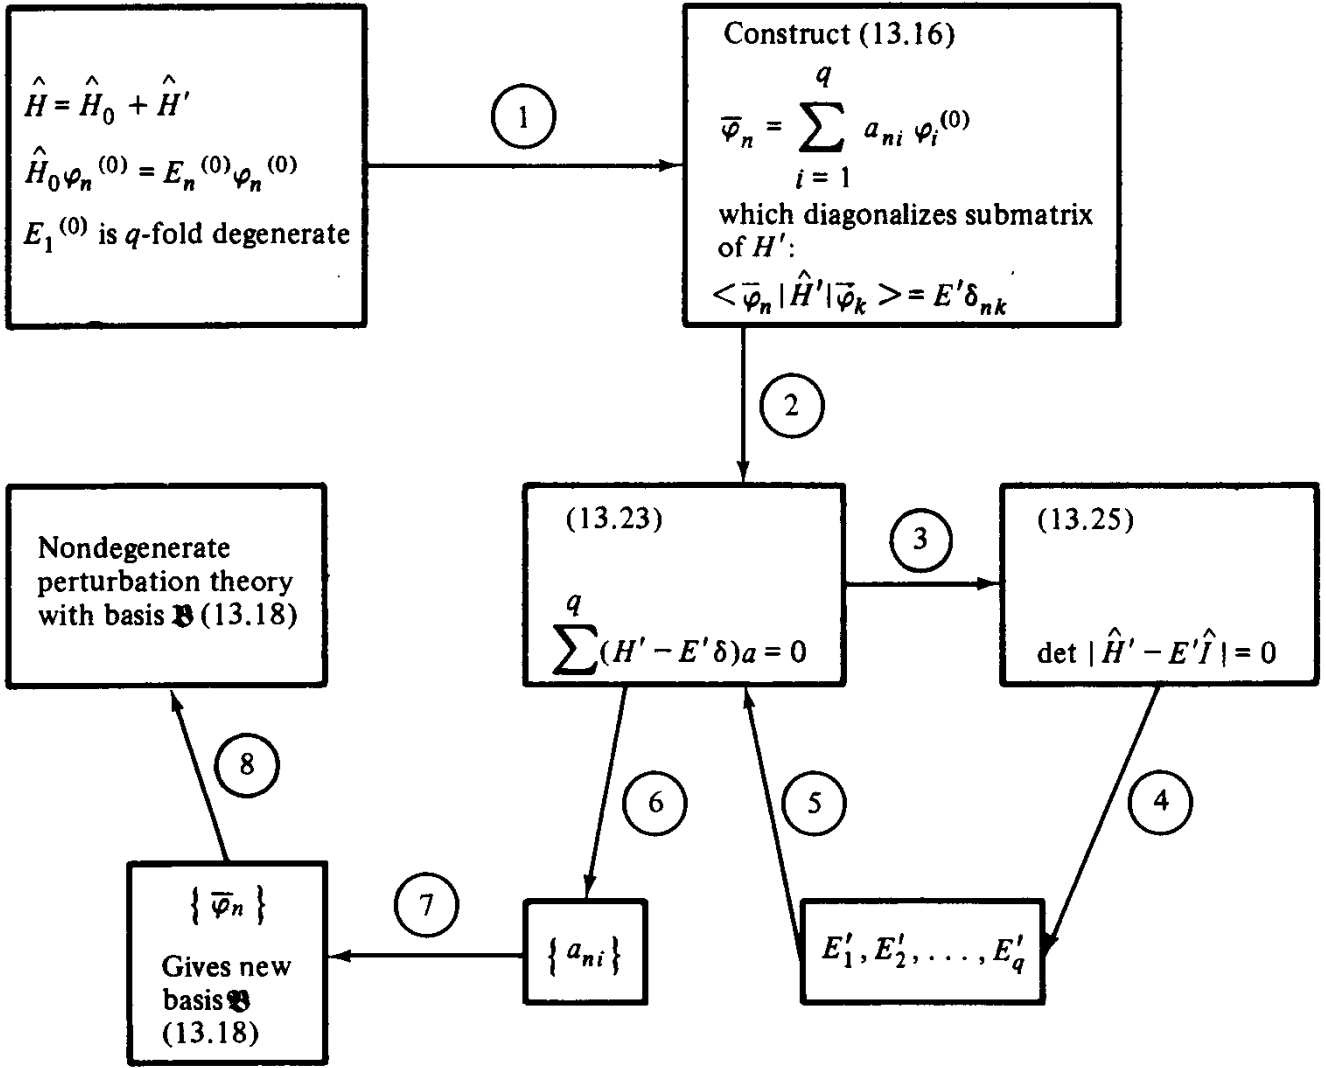 Ĥ = Ĥ₀ + Ĥ′
Ĥ₀φₙ⁽⁰⁾ = Eₙ⁽⁰⁾φₙ⁽⁰⁾
E₁⁽⁰⁾ is q-fold degenerate
1
Construct (13.16)
q
φ̅ₙ = ∑ aₙᵢ φᵢ⁽⁰⁾
i = 1
which diagonalizes submatrix
of H′:
<φ̅ₙ|Ĥ′|φ̅ₖ> = E′δₙₖ
2
Nondegenerate
perturbation theory
with basis 𝕭 (13.18)
(13.23)
q
∑(H′ − E′δ)a = 0
3
(13.25)
det |Ĥ′ − E′Î| = 0
8
6
5
4
{φ̅ₙ}
Gives new
basis 𝕭
(13.18)
7
{aₙᵢ}
E′₁, E′₂, . . . , E′_q